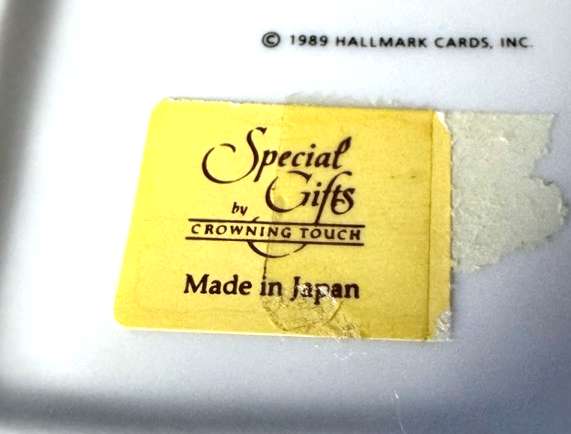 © 1989 HALLMARK CARDS, INC.
Special
Gifts
by
CROWNING TOUCH
Made in Japan